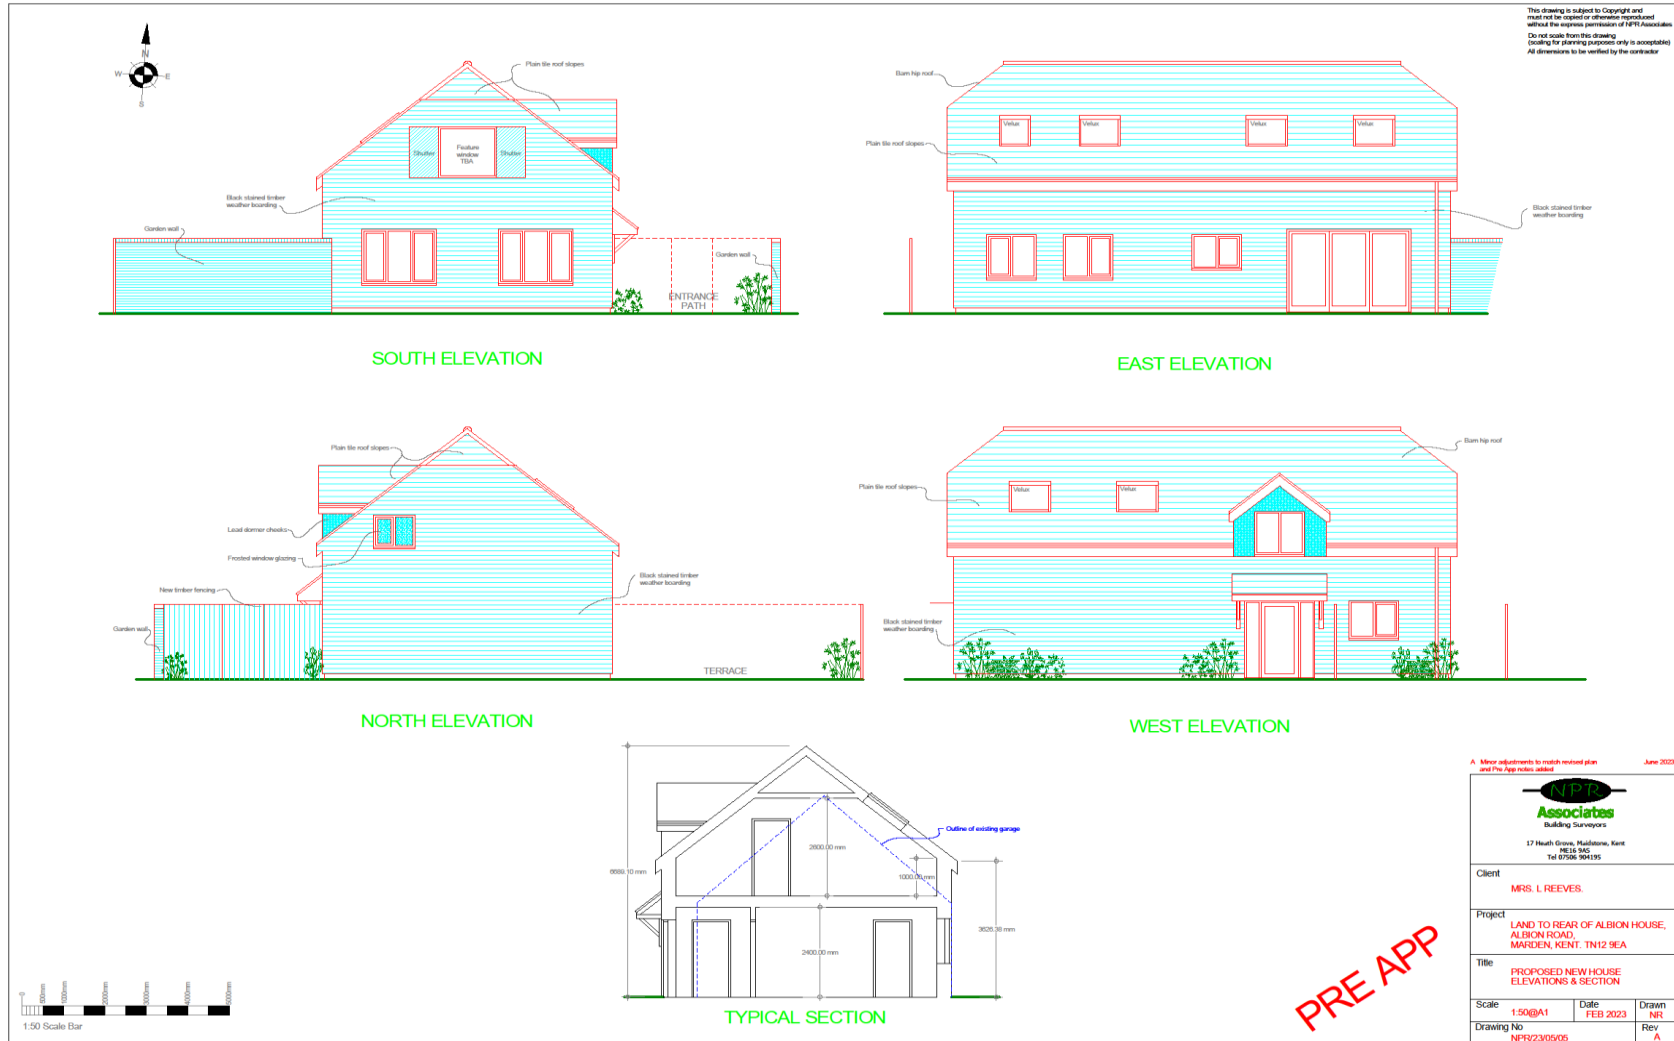 This drawing is subject to Copyright and
must not be copied or otherwise reproduced
without the express permission of NPR Associates
Do not scale from this drawing
(scaling for planning purposes only is acceptable)
All dimensions to be verified by the contractor
N
W
E
S
Plain tile roof slopes
Shutter
Feature
window
TBA
Shutter
Black stained timber
weather boarding
Garden wall
Garden wall
ENTRANCE
PATH
SOUTH ELEVATION
Barn hip roof
Velux
Velux
Velux
Velux
Plain tile roof slopes
Black stained timber
weather boarding
EAST ELEVATION
Plain tile roof slopes
Lead dormer cheeks
Frosted window glazing
New timber fencing
Garden wall
Black stained timber
weather boarding
TERRACE
NORTH ELEVATION
Barn hip roof
Plain tile roof slopes
Velux
Velux
Black stained timber
weather boarding
WEST ELEVATION
Outline of existing garage
2600.00 mm
1000.00 mm
2400.00 mm
3626.38 mm
TYPICAL SECTION
0
500mm
1000mm
2000mm
3000mm
4000mm
5000mm
1:50 Scale Bar
PRE APP
A Minor adjustments to match revised plan
and Pre App notes added
June 2023
NPR
Associates
Building Surveyors
17 Heath Grove, Maidstone, Kent
ME16 9AS
Tel 07506 904195
Client
MRS. L REEVES.
Project
LAND TO REAR OF ALBION HOUSE,
ALBION ROAD,
MARDEN, KENT. TN12 9EA
Title
PROPOSED NEW HOUSE
ELEVATIONS & SECTION
Scale
1:50@A1
Date
FEB 2023
Drawn
NR
Drawing No
NPR/23/05/05
Rev
A